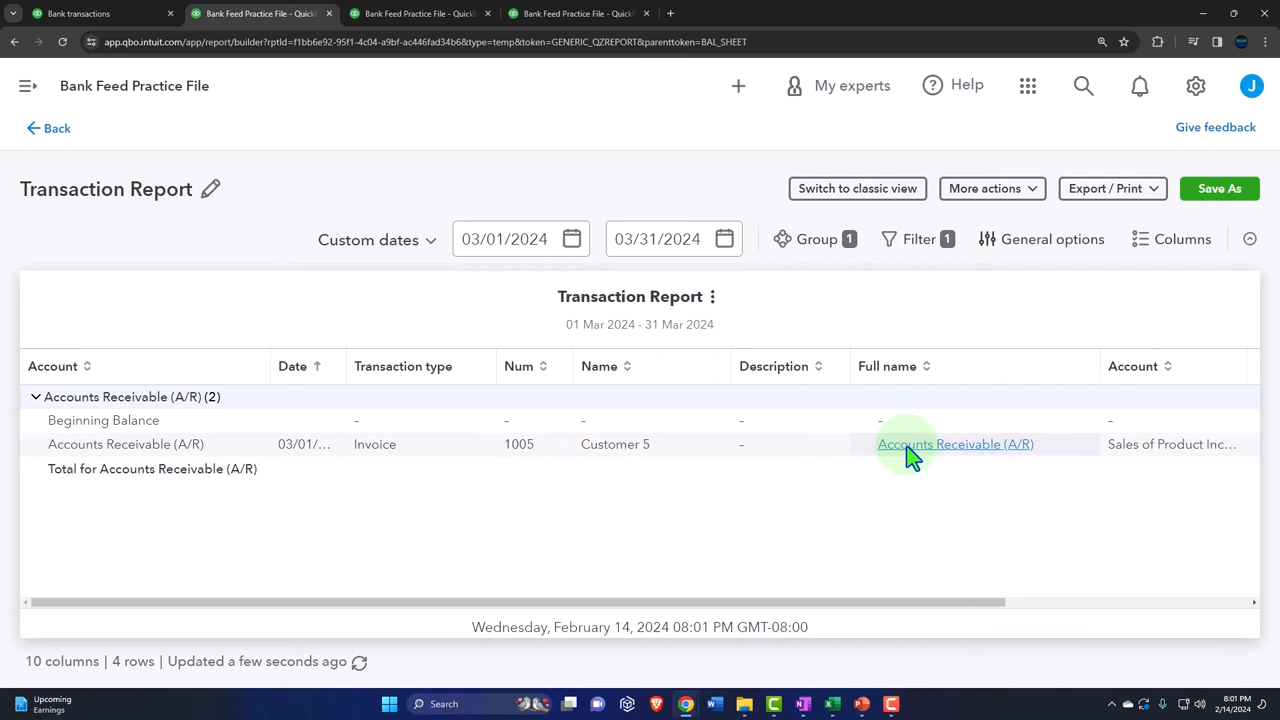 Bank transactions
Bank Feed Practice File - Quick
Bank Feed Practice File - Quick
Bank Feed Practice File - Quick
app.qbo.intuit.com/app/report/builder?rptId=f1bb6e92-95f1-4c04-a9bf-ac446fad34b6&type=temp&token=GENERIC_QZREPORT&parenttoken=BAL_SHEET
Bank Feed Practice File
My experts
Help
J
Back
Give feedback
Transaction Report
Switch to classic view
More actions
Export / Print
Save As
Custom dates
03/01/2024
03/31/2024
Group 1
Filter 1
General options
Columns
Transaction Report
01 Mar 2024 - 31 Mar 2024
Account Date Transaction type Num Name Description Full name Account
Accounts Receivable (A/R) (2)
Beginning Balance – – – – – –
Accounts Receivable (A/R) 03/01/... Invoice 1005 Customer 5 – Accounts Receivable (A/R) Sales of Product Inc...
Total for Accounts Receivable (A/R)
Wednesday, February 14, 2024 08:01 PM GMT-08:00
10 columns | 4 rows | Updated a few seconds ago
Upcoming
Earnings
Search
8:01 PM
2/14/2024